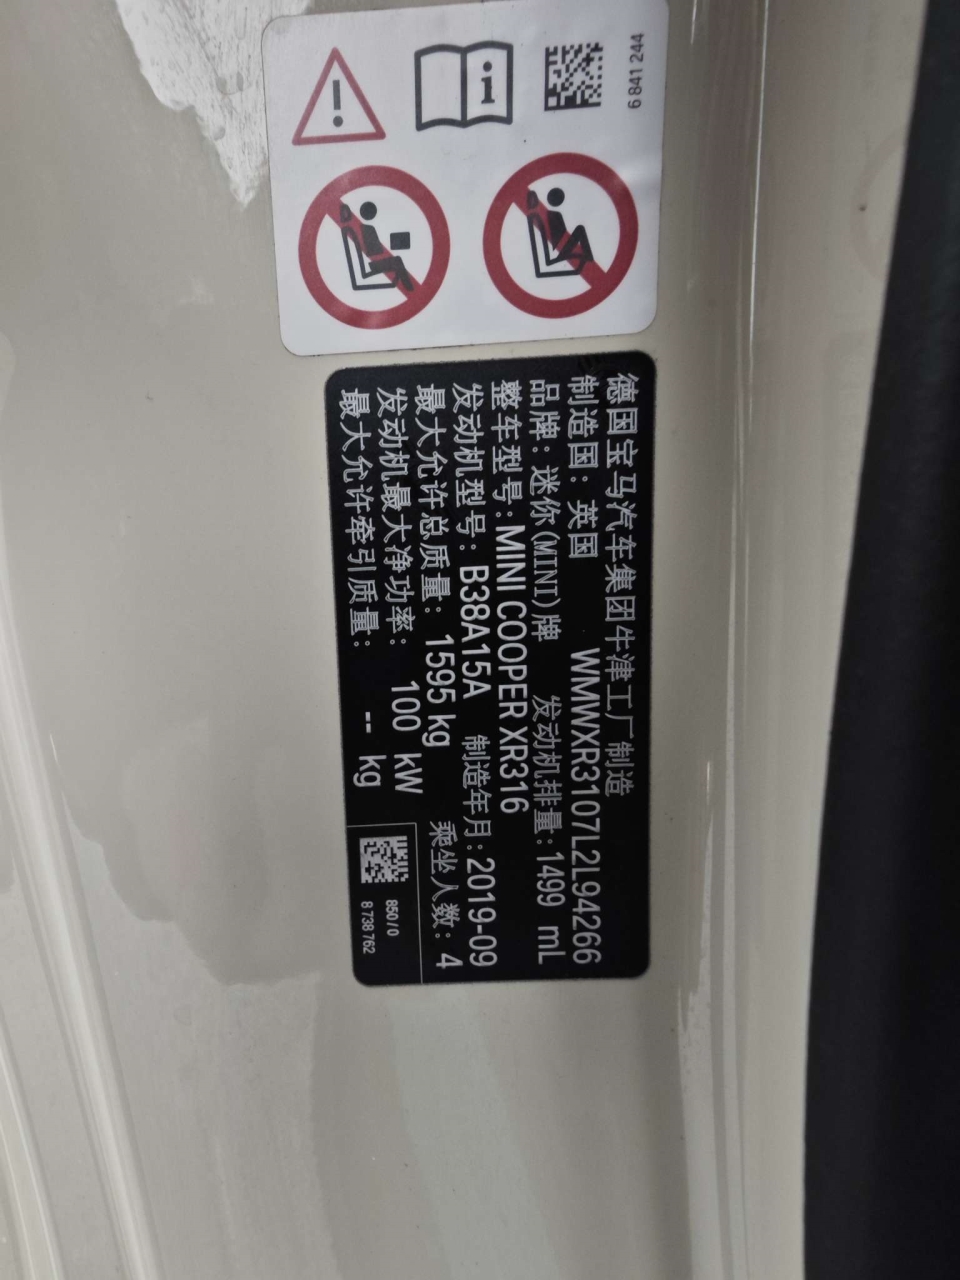 6 841 244
德国宝马汽车集团牛津工厂制造
制造国: 英国 WMWXR3107L2L94266
品牌: 迷你(MINI)牌 发动机排量: 1499 mL
整车型号: MINI COOPER XR316
发动机型号: B38A15A 制造年月: 2019-09
最大允许总质量: 1595 kg 乘坐人数: 4
发动机最大净功率: 100 kW
最大允许牵引质量: -- kg
850 / 0
8 738 762